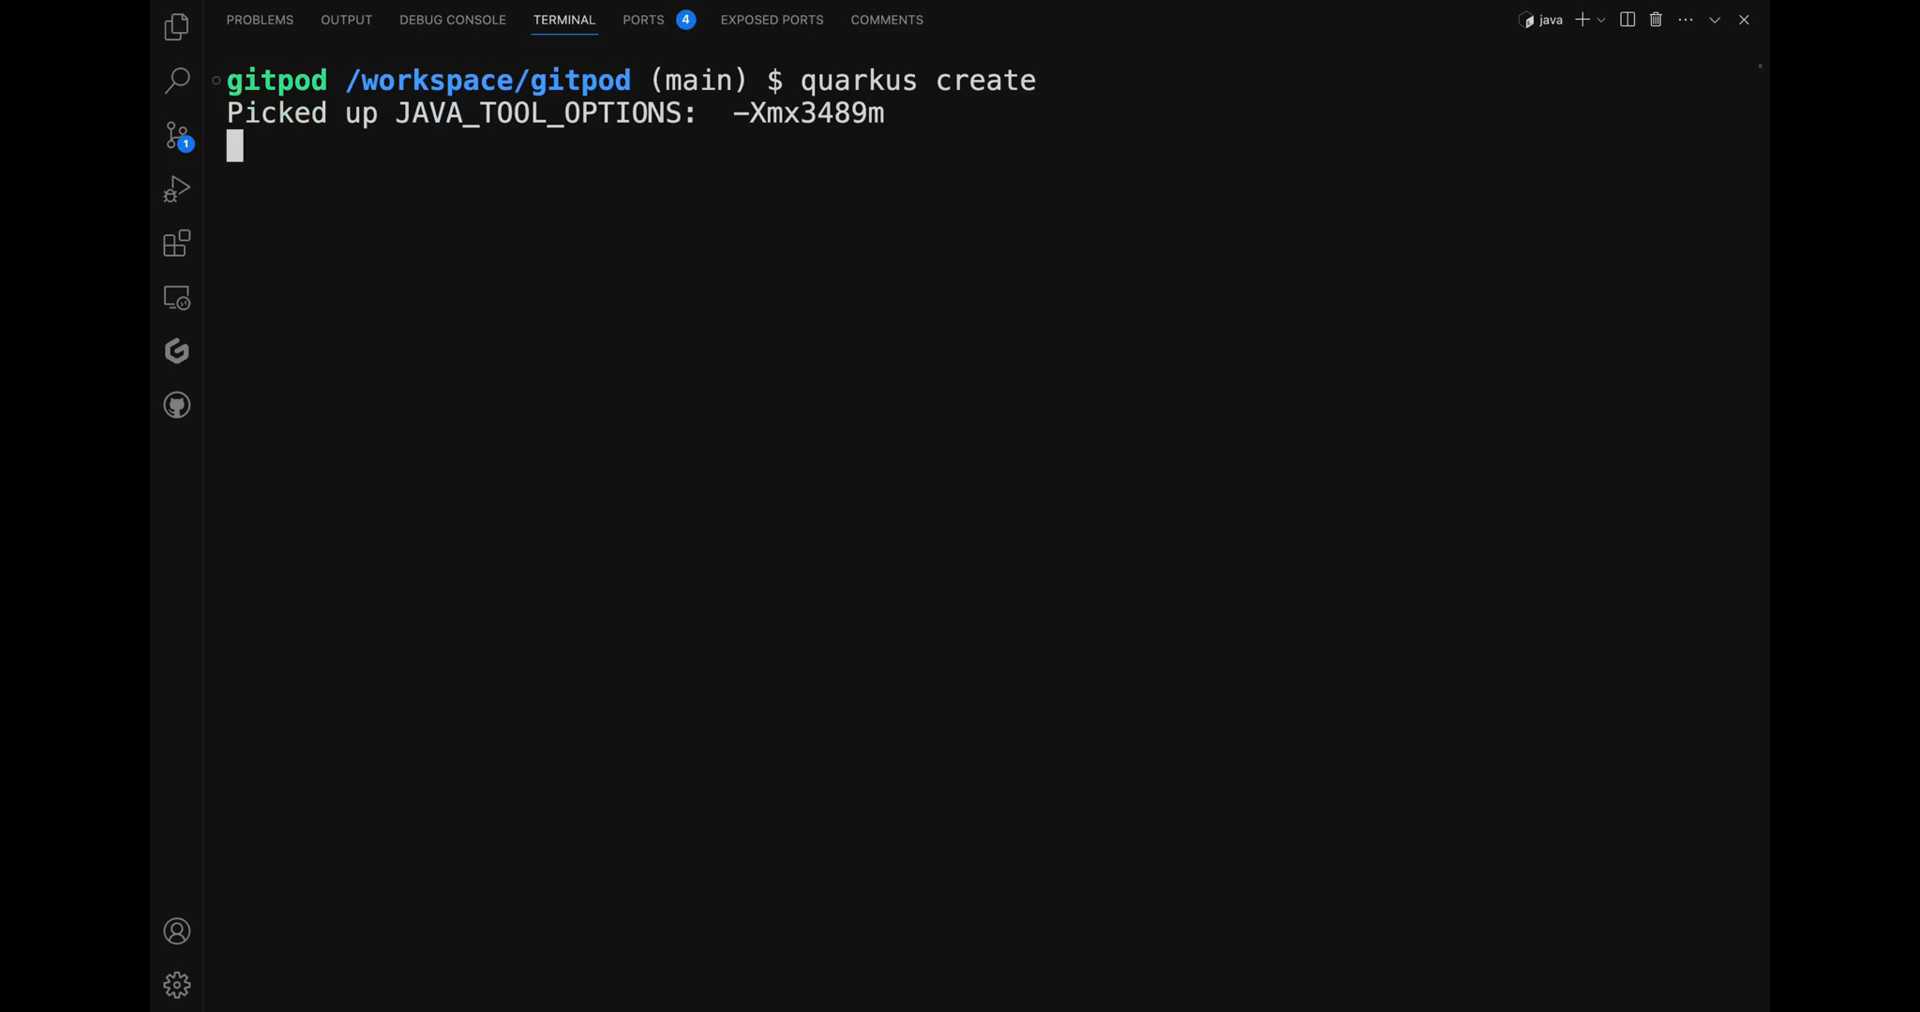 PROBLEMS OUTPUT DEBUG CONSOLE TERMINAL PORTS 4 EXPOSED PORTS COMMENTS java
gitpod /workspace/gitpod (main) $ quarkus create
Picked up JAVA_TOOL_OPTIONS:  -Xmx3489m
1